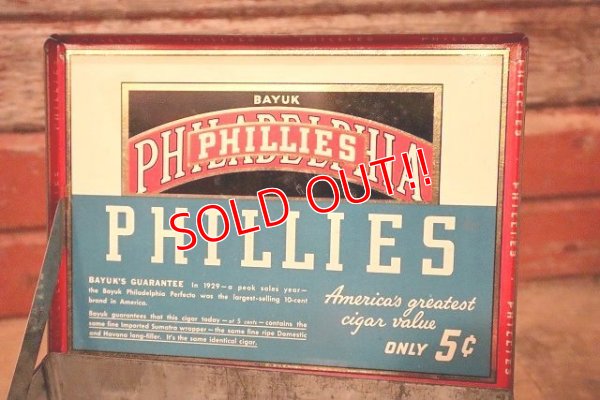 BAYUK
PHILADELPHIA
PHILLIES
SOLD OUT!!
PHILLIES
BAYUK'S GUARANTEE In 1929—a peak sales year—
the Bayuk Philadelphia Perfecto was the largest-selling 10-cent
brand in America.
Bayuk guarantees that this cigar today—at 5 cents—contains the
same fine Imported Sumatra wrapper—the same fine ripe Domestic
and Havana long-filler. It's the same identical cigar.
America's greatest
cigar value
ONLY 5¢
PHILLIES
PHILLIES
PHILLIES